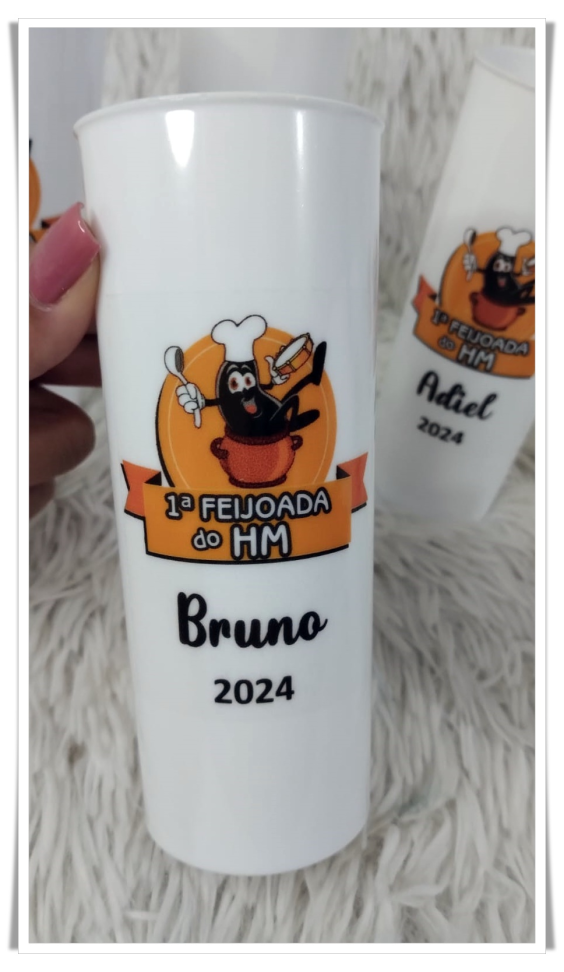 1ª FEIJOADA
do HM
Bruno
2024
1ª FEIJOADA
do HM
Adiel
2024